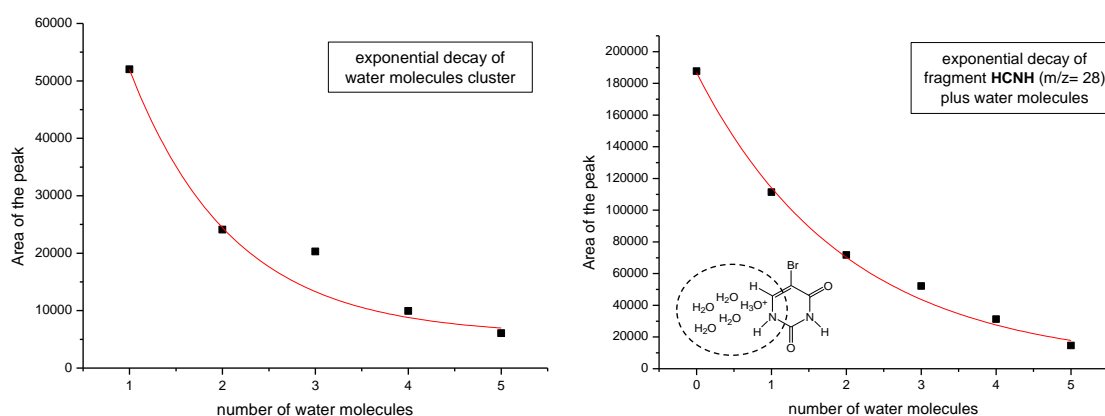 60000
50000
40000
30000
20000
10000
0
Area of the peak
exponential decay of
water molecules cluster
1 2 3 4 5
number of water molecules
200000
180000
160000
140000
120000
100000
80000
60000
40000
20000
0
Area of the peak
exponential decay of
fragment HCNH (m/z= 28)
plus water molecules
Br
H O
H₂O H₃O⁺
H₂O
H₂O
H₂O
N N
H H
O
0 1 2 3 4 5
number of water molecules